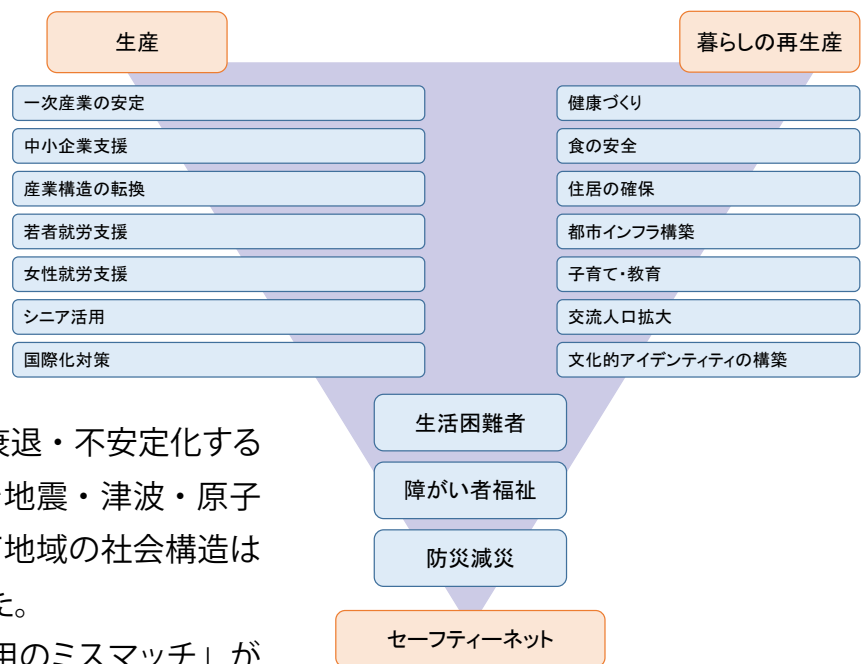 生産
暮らしの再生産
一次産業の安定
中小企業支援
産業構造の転換
若者就労支援
女性就労支援
シニア活用
国際化対策
健康づくり
食の安全
住居の確保
都市インフラ構築
子育て・教育
交流人口拡大
文化的アイデンティティの構築
生活困難者
障がい者福祉
防災減災
セーフティーネット
衰退・不安定化する
地震・津波・原子
地域の社会構造は
た。
用のミスマッチ」が